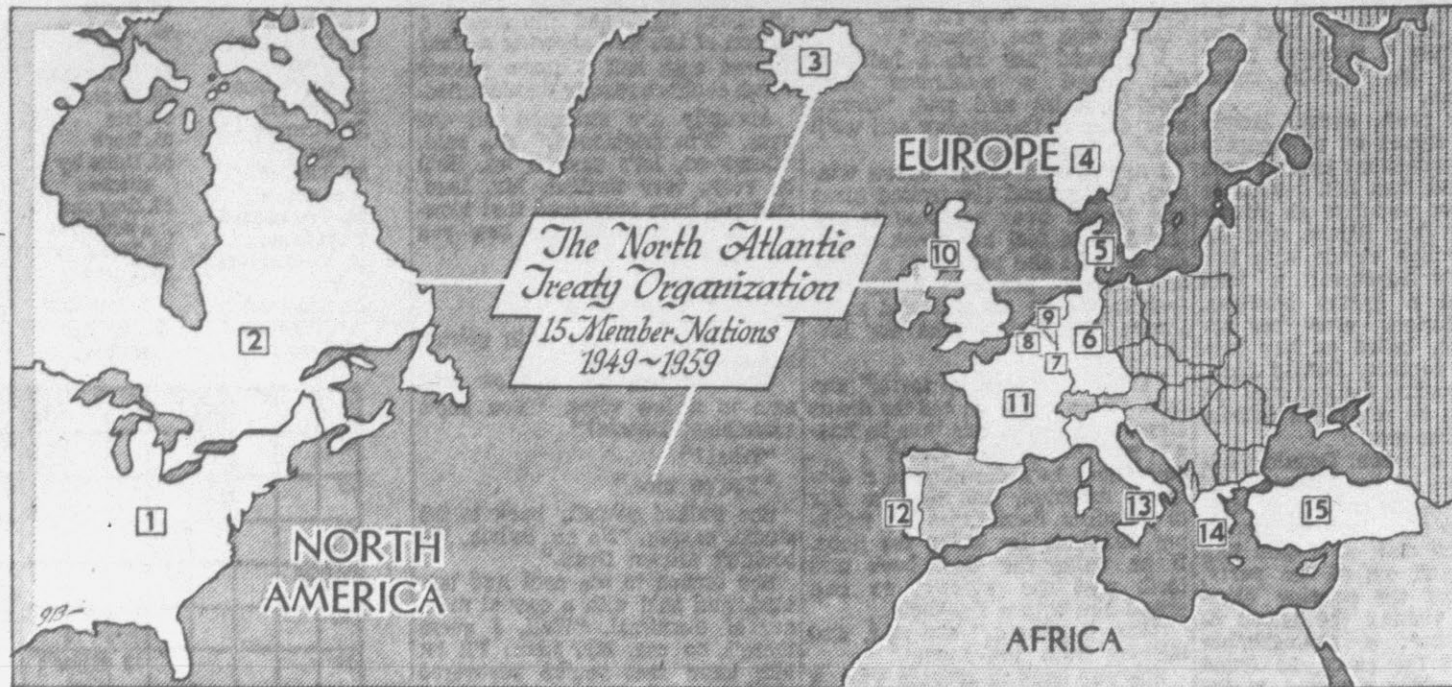 3
EUROPE
4
The North Atlantic
Treaty Organization
15 Member Nations
1949~1959
10
5
2
9
8
6
7
11
1
NORTH
AMERICA
12
13
14
15
AFRICA